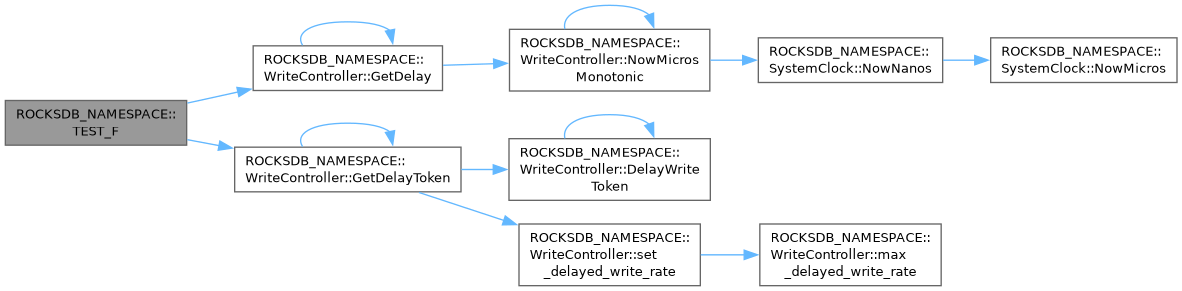 ROCKSDB_NAMESPACE::
TEST_F
ROCKSDB_NAMESPACE::
WriteController::GetDelay
ROCKSDB_NAMESPACE::
WriteController::NowMicros
Monotonic
ROCKSDB_NAMESPACE::
SystemClock::NowNanos
ROCKSDB_NAMESPACE::
SystemClock::NowMicros
ROCKSDB_NAMESPACE::
WriteController::GetDelayToken
ROCKSDB_NAMESPACE::
WriteController::DelayWrite
Token
ROCKSDB_NAMESPACE::
WriteController::set
_delayed_write_rate
ROCKSDB_NAMESPACE::
WriteController::max
_delayed_write_rate